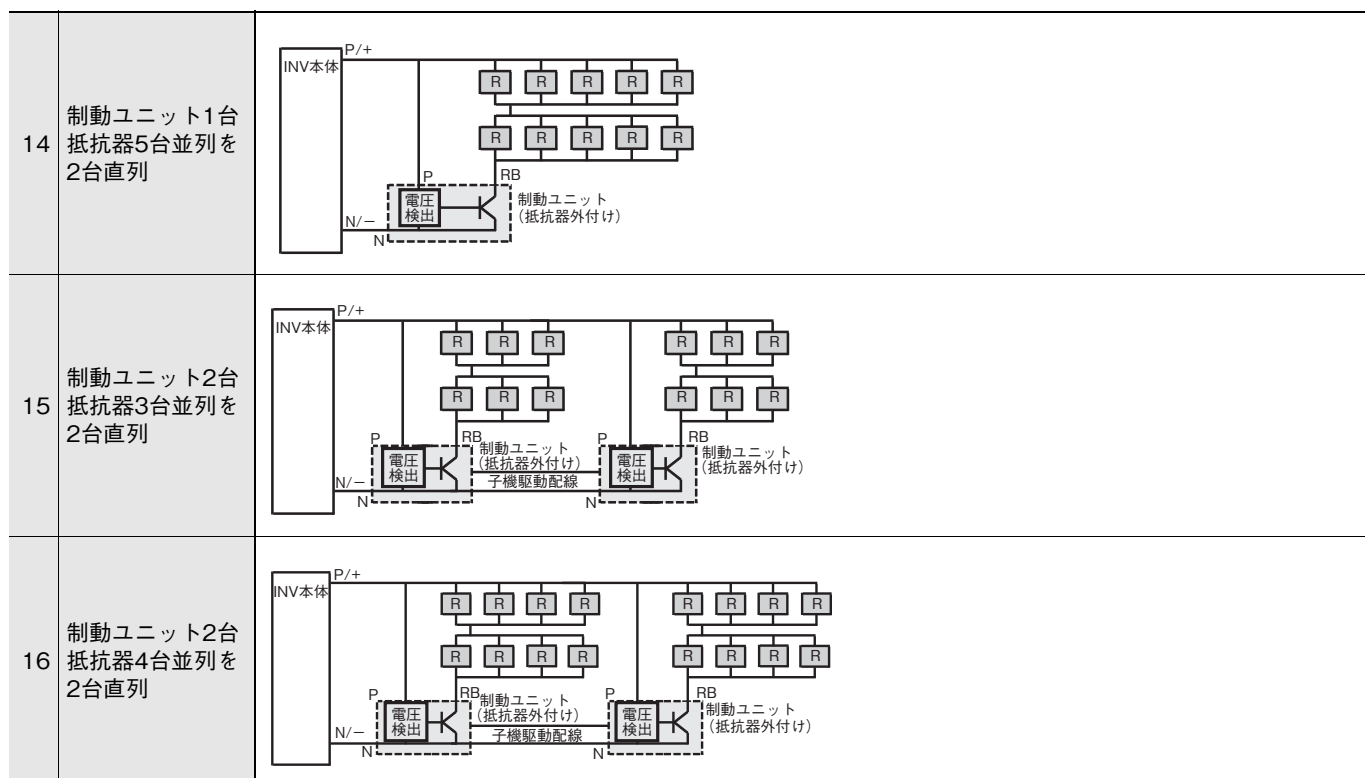 14
制動ユニット1台
抵抗器5台並列を
2台直列
INV本体
P/+
R R R R R
R R R R R
P
RB
電圧
検出
制動ユニット
(抵抗器外付け)
N/−
N
15
制動ユニット2台
抵抗器3台並列を
2台直列
INV本体
P/+
R R R R R R
R R R R R R
P
RB
制動ユニット
(抵抗器外付け)
電圧
検出
子機駆動配線
P
RB
制動ユニット
(抵抗器外付け)
電圧
検出
N/−
N
N
16
制動ユニット2台
抵抗器4台並列を
2台直列
INV本体
P/+
R R R R R R R R
R R R R R R R R
P
RB
制動ユニット
(抵抗器外付け)
電圧
検出
子機駆動配線
P
RB
制動ユニット
(抵抗器外付け)
電圧
検出
N/−
N
N